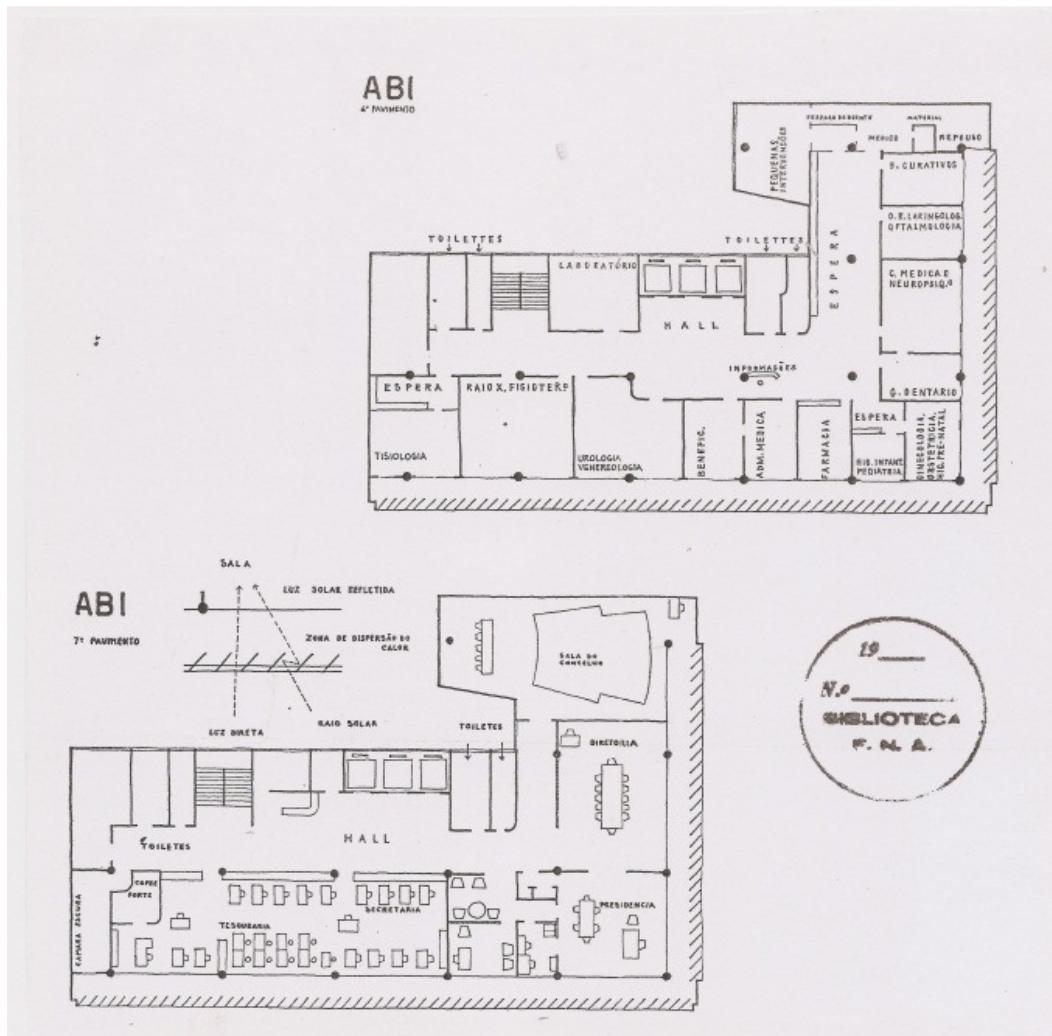 ABI
6º PAVIMENTO
MEDICO
MATERIAL
REPOUSO
PEQUENAS
INTERVENSÕES
B. CURATIVOS
O.R. LARINGOLOG.
OFTALMOLOGIA
TOILETTES
TOILETTES
ESPERA
LABORATÓRIO
C. MEDICA D
NEUROPSIQ.ª
HALL
INFORMAÇÕES
ESPERA
RAIO X, FISIOTERª
G. DENTARIO
ESPERA
TISIOLOGIA
UROLOGIA
VENEREOLOGIA
BENEFIC.
ADM. MEDICA
FARMACIA
HIG. INFANT.
PEDIATRIA
GINECOLOGIA,
OBSTETRICIA,
HIG. PRE-NATAL
SALA
LUZ SOLAR REFLETIDA
ABI
7º PAVIMENTO
ZONA DE DISPERSÃO DO
CALOR
RAIO SOLAR
LUZ DIRETA
SALA DO
CONSELHO
19
N.º
BIBLIOTECA
F. N. A.
TOILETES
DIRETORIA
HALL
TOILETES
COFRE
FORTE
SECRETARIA
PRESIDENCIA
TESOURARIA
CAMARA ESCURA